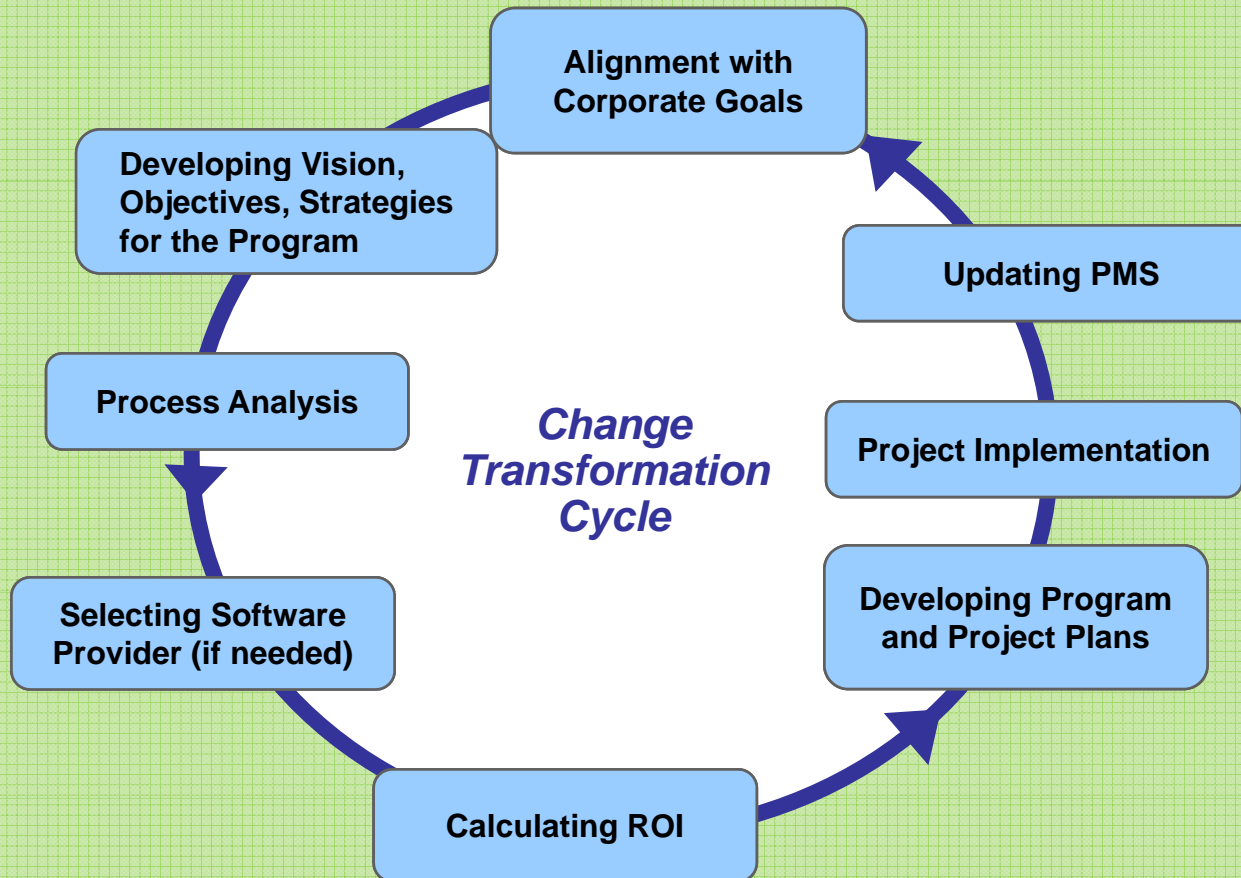 Alignment with
Corporate Goals
Developing Vision,
Objectives, Strategies
for the Program
Updating PMS
Process Analysis
Change
Transformation
Cycle
Project Implementation
Selecting Software
Provider (if needed)
Developing Program
and Project Plans
Calculating ROI